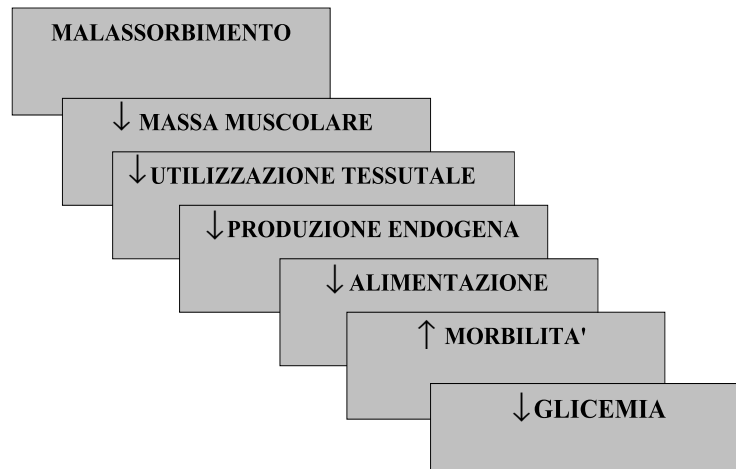 MALASSORBIMENTO
↓ MASSA MUSCOLARE
↓ UTILIZZAZIONE TESSUTALE
↓ PRODUZIONE ENDOGENA
↓ ALIMENTAZIONE
↑ MORBILITA'
↓ GLICEMIA